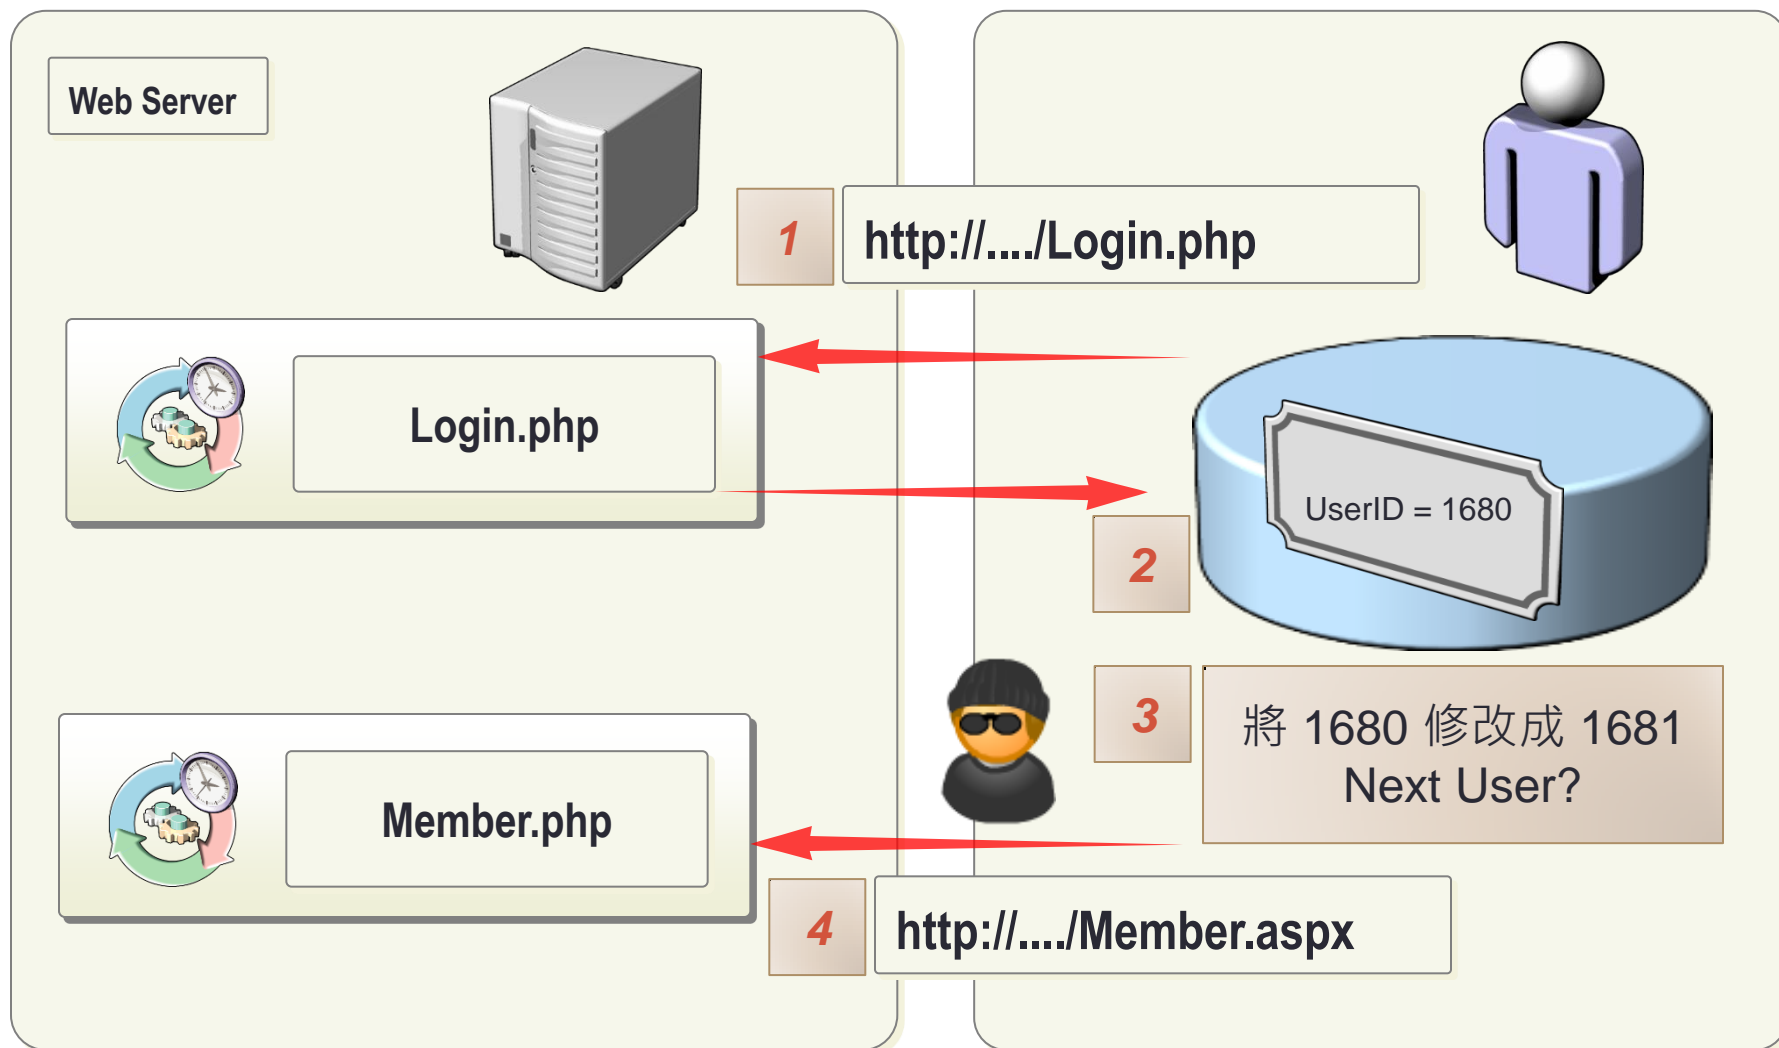 Web Server
1
http://..../Login.php
Login.php
UserID = 1680
2
3
將 1680 修改成 1681
Next User?
Member.php
4
http://..../Member.aspx